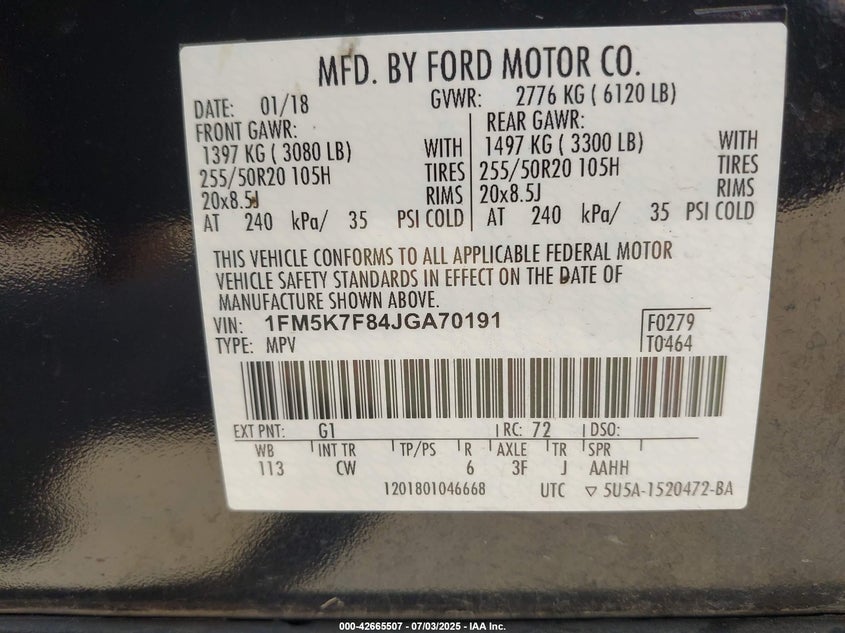 MFD. BY FORD MOTOR CO.
DATE: 01/18 GVWR: 2776 KG ( 6120 LB)
FRONT GAWR: REAR GAWR:
1397 KG ( 3080 LB) WITH 1497 KG ( 3300 LB) WITH
255/50R20 105H TIRES 255/50R20 105H TIRES
20x8.5J RIMS 20x8.5J RIMS
AT 240 kPa/ 35 PSI COLD AT 240 kPa/ 35 PSI COLD
THIS VEHICLE CONFORMS TO ALL APPLICABLE FEDERAL MOTOR
VEHICLE SAFETY STANDARDS IN EFFECT ON THE DATE OF
MANUFACTURE SHOWN ABOVE.
VIN: 1FM5K7F84JGA70191 F0279
TYPE: MPV T0464
EXT PNT: G1 RC: 72 DSO:
WB INT TR TP/PS R AXLE TR SPR
113 CW 6 3F J AAHH
1201801046668 UTC ▽ 5U5A-1520472-BA
000-42665507 - 07/03/2025 - IAA Inc.